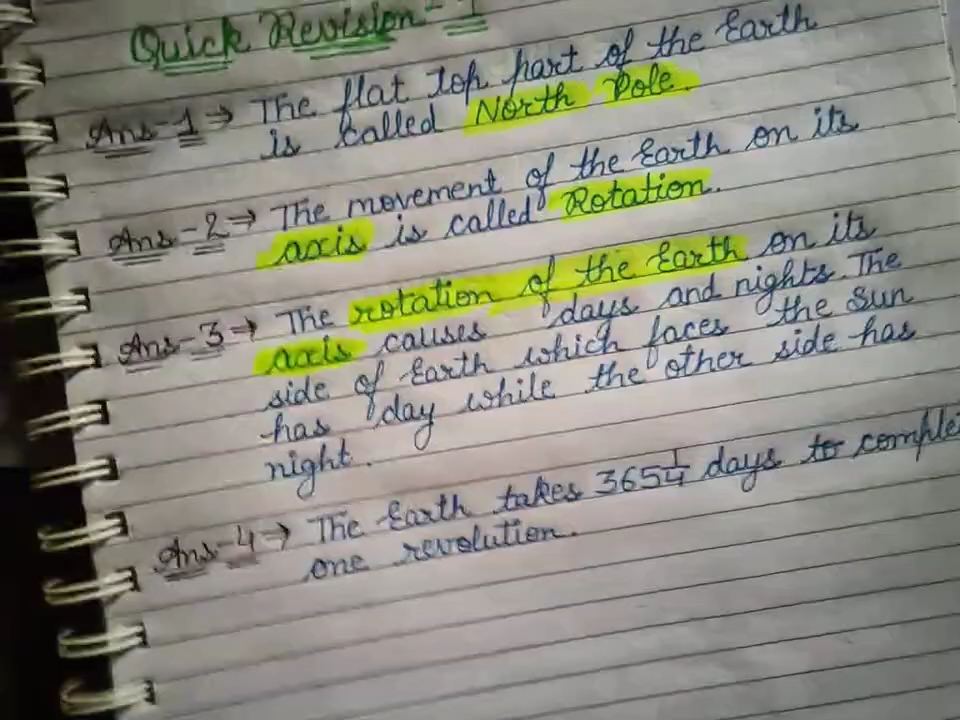 Quick Revision - 1
Ans-1 → The flat top part of the Earth
is called North Pole.
Ans-2 → The movement of the Earth on its
axis is called Rotation.
Ans-3 → The rotation of the Earth on its
axis causes days and nights. The
side of Earth which faces the Sun
has day while the other side has
night.
Ans-4 → The Earth takes 365 1/4 days to comple
one revolution.